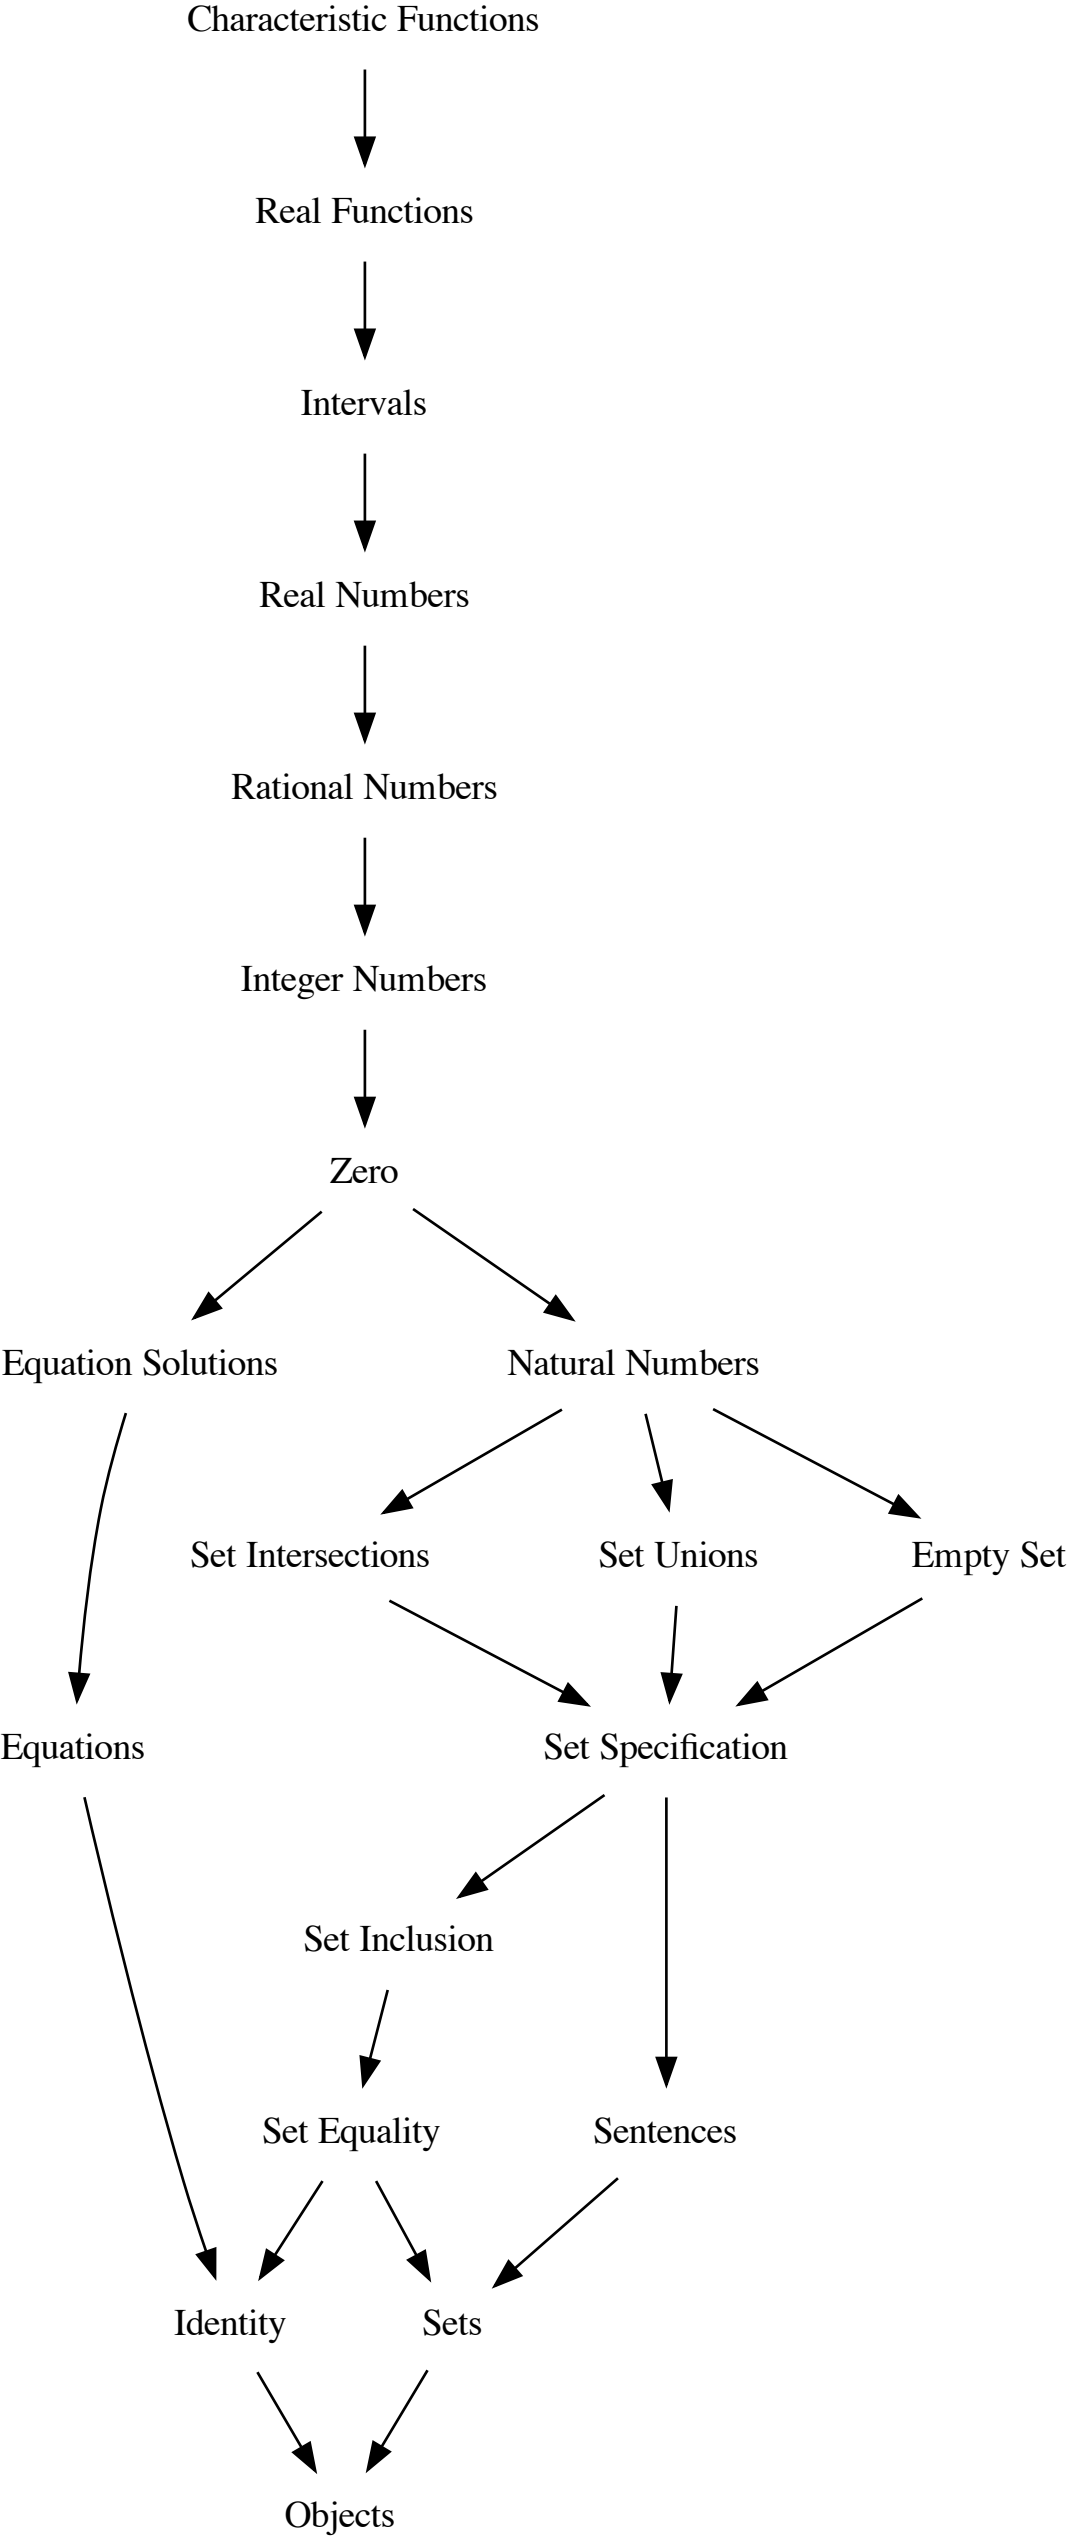 Characteristic Functions
Real Functions
Intervals
Real Numbers
Rational Numbers
Integer Numbers
Zero
Equation Solutions
Natural Numbers
Set Intersections
Set Unions
Empty Set
Equations
Set Specification
Set Inclusion
Set Equality
Sentences
Identity
Sets
Objects